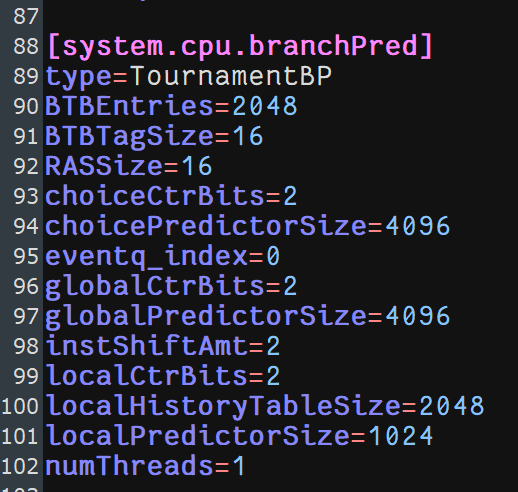 87
88 [system.cpu.branchPred]
89 type=TournamentBP
90 BTBEntries=2048
91 BTBTagSize=16
92 RASSize=16
93 choiceCtrBits=2
94 choicePredictorSize=4096
95 eventq_index=0
96 globalCtrBits=2
97 globalPredictorSize=4096
98 instShiftAmt=2
99 localCtrBits=2
100 localHistoryTableSize=2048
101 localPredictorSize=1024
102 numThreads=1